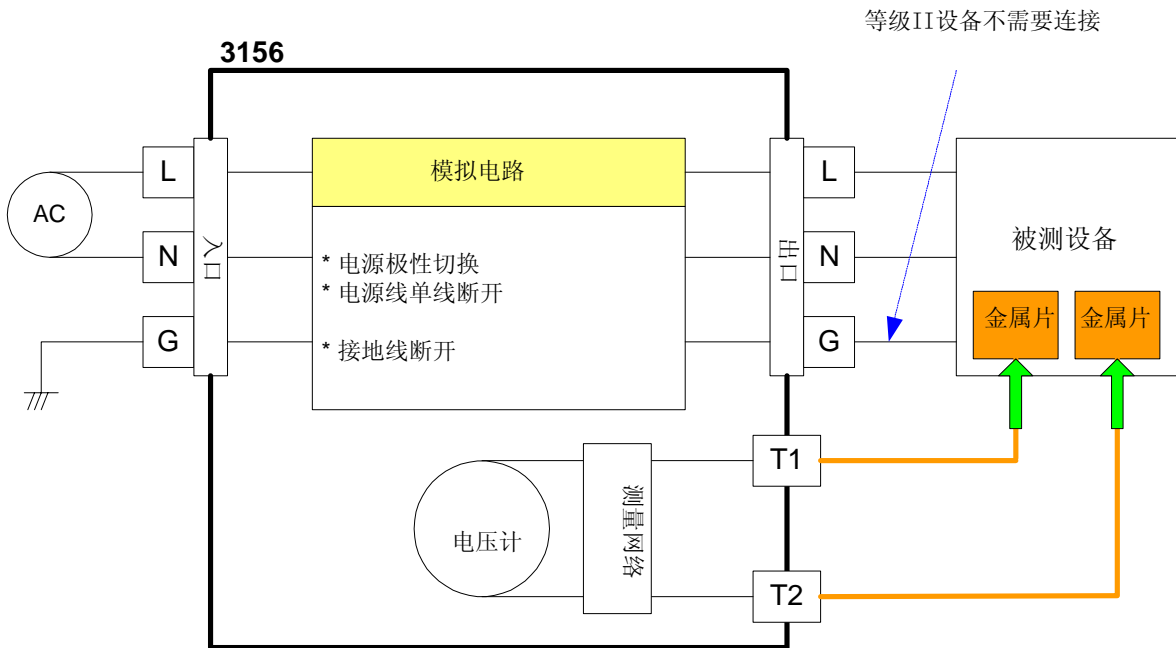 等级II设备不需要连接
3156
L
模拟电路
L
AC
N
入口
* 电源极性切换
* 电源线单线断开
出口
N
被测设备
G
* 接地线断开
G
金属片
金属片
T1
电压计
测量网络
T2